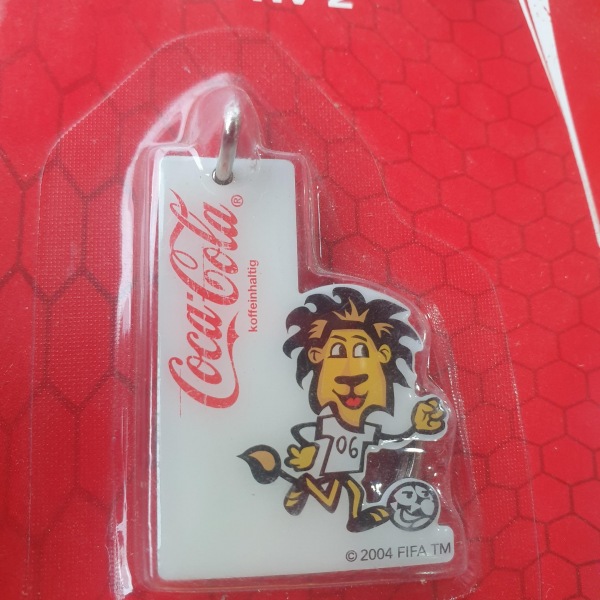 Coca-Cola®
koffeinhaltig
06
© 2004 FIFA TM